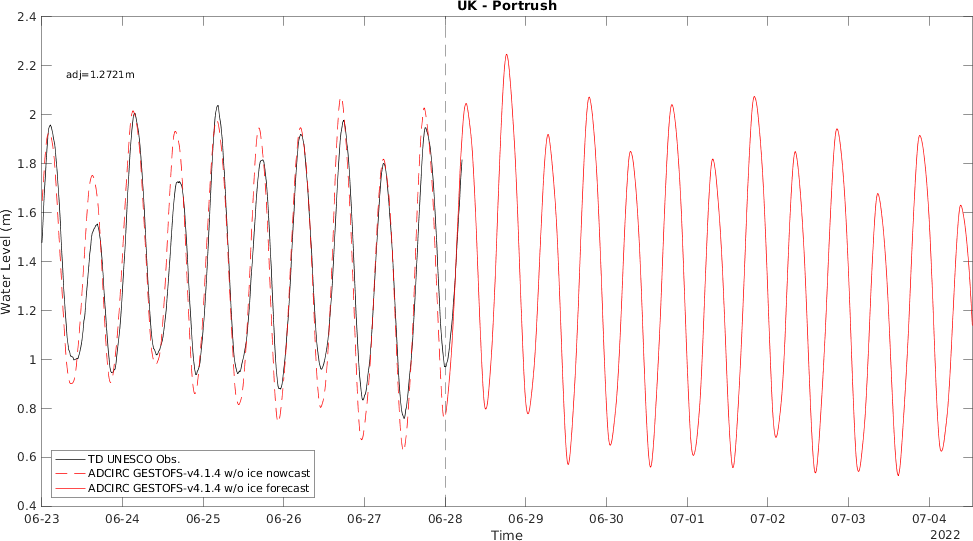 UK - Portrush
2.4
2.2
2
1.8
1.6
1.4
1.2
1
0.8
0.6
0.4
Water Level (m)
adj=1.2721m
TD UNESCO Obs.
ADCIRC GESTOFS-v4.1.4 w/o ice nowcast
ADCIRC GESTOFS-v4.1.4 w/o ice forecast
06-23 06-24 06-25 06-26 06-27 06-28 06-29 06-30 07-01 07-02 07-03 07-04
Time
2022